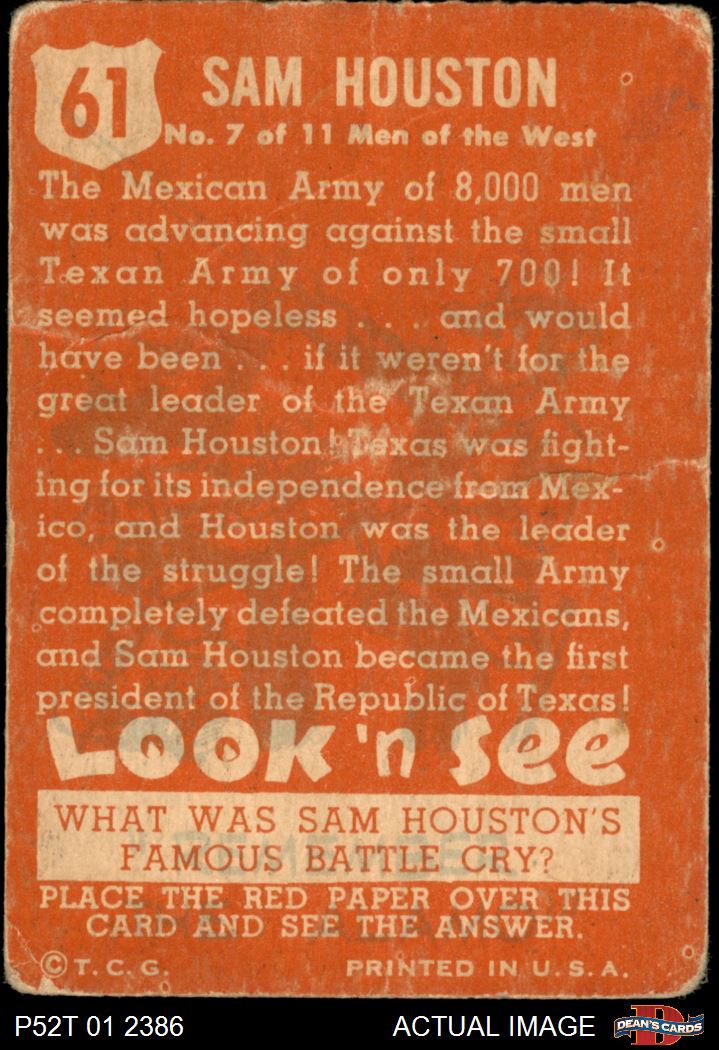 61
SAM HOUSTON
No. 7 of 11 Men of the West
The Mexican Army of 8,000 men
was advancing against the small
Texan Army of only 700! It
seemed hopeless . . . and would
have been . . . if it weren't for the
great leader of the Texan Army
. . . Sam Houston! Texas was fight-
ing for its independence from Mex-
ico, and Houston was the leader
of the struggle! The small Army
completely defeated the Mexicans,
and Sam Houston became the first
president of the Republic of Texas!
LOOK 'n SEE
WHAT WAS SAM HOUSTON'S
FAMOUS BATTLE CRY?
PLACE THE RED PAPER OVER THIS
CARD AND SEE THE ANSWER.
© T. C. G. PRINTED IN U. S. A.
P52T 01 2386 ACTUAL IMAGE D DEAN'S CARDS